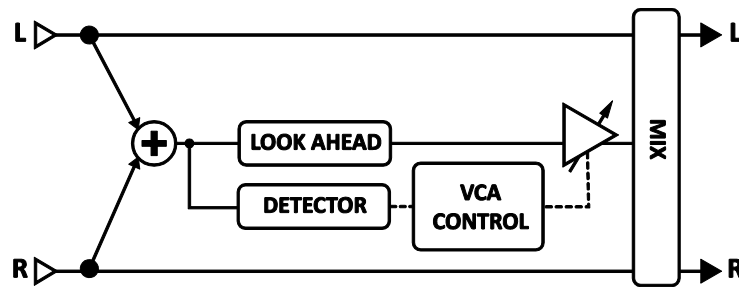 L
L
LOOK AHEAD
MIX
DETECTOR
VCA
CONTROL
R
R